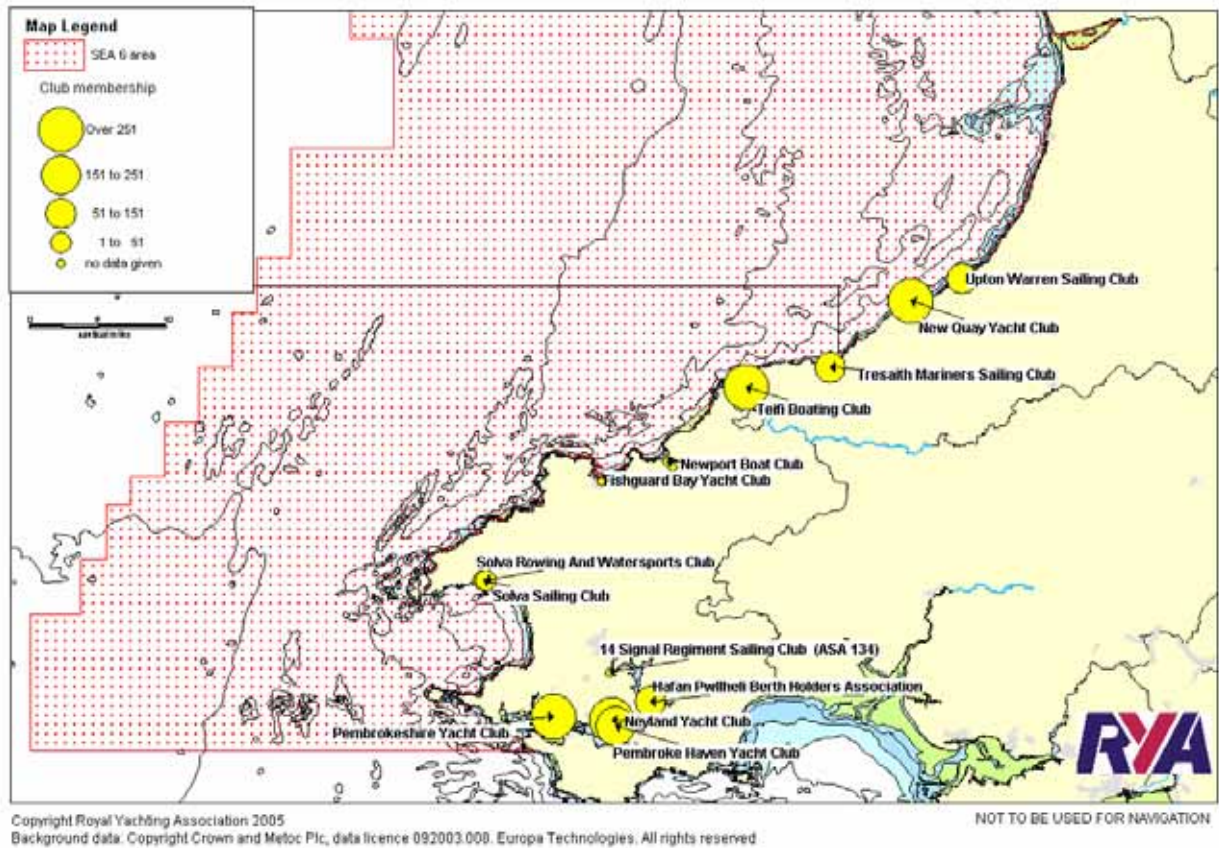 Map Legend
SEA 6 area
Club membership
Over 251
151 to 251
51 to 151
1 to 51
no data given
Upton Warren Sailing Club
New Quay Yacht Club
Tresaith Mariners Sailing Club
Teifi Boating Club
Newport Boat Club
Fishguard Bay Yacht Club
Solva Rowing And Watersports Club
Solva Sailing Club
14 Signal Regiment Sailing Club (ASA 134)
Hafan Pwllheli Berth Holders Association
Neyland Yacht Club
Pembrokeshire Yacht Club
Pembroke Haven Yacht Club
RYA
Copyright Royal Yachting Association 2005
NOT TO BE USED FOR NAVIGATION
Background data: Copyright Crown and Metoc Plc, data licence 092003.008. Europa Technologies. All rights reserved